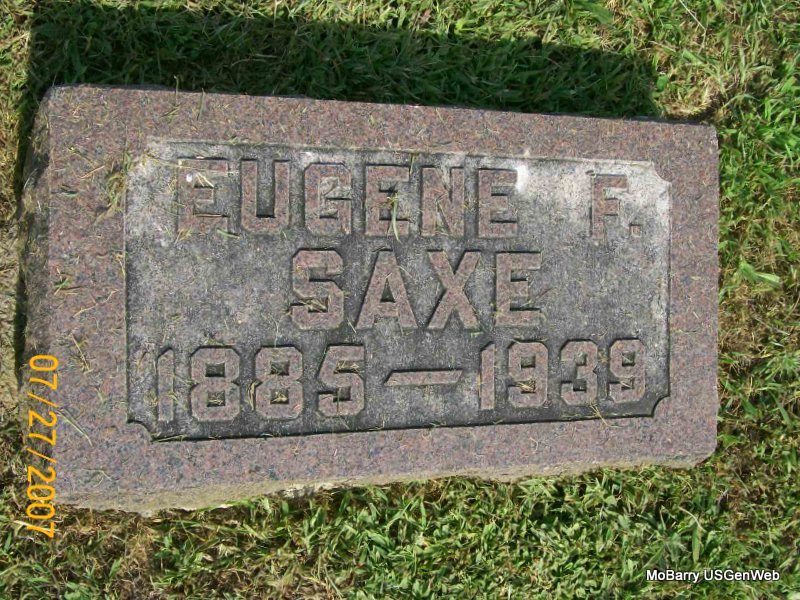 EUGENE F.
SAXE
1885—1939
07/27/2007
MoBarry USGenWeb